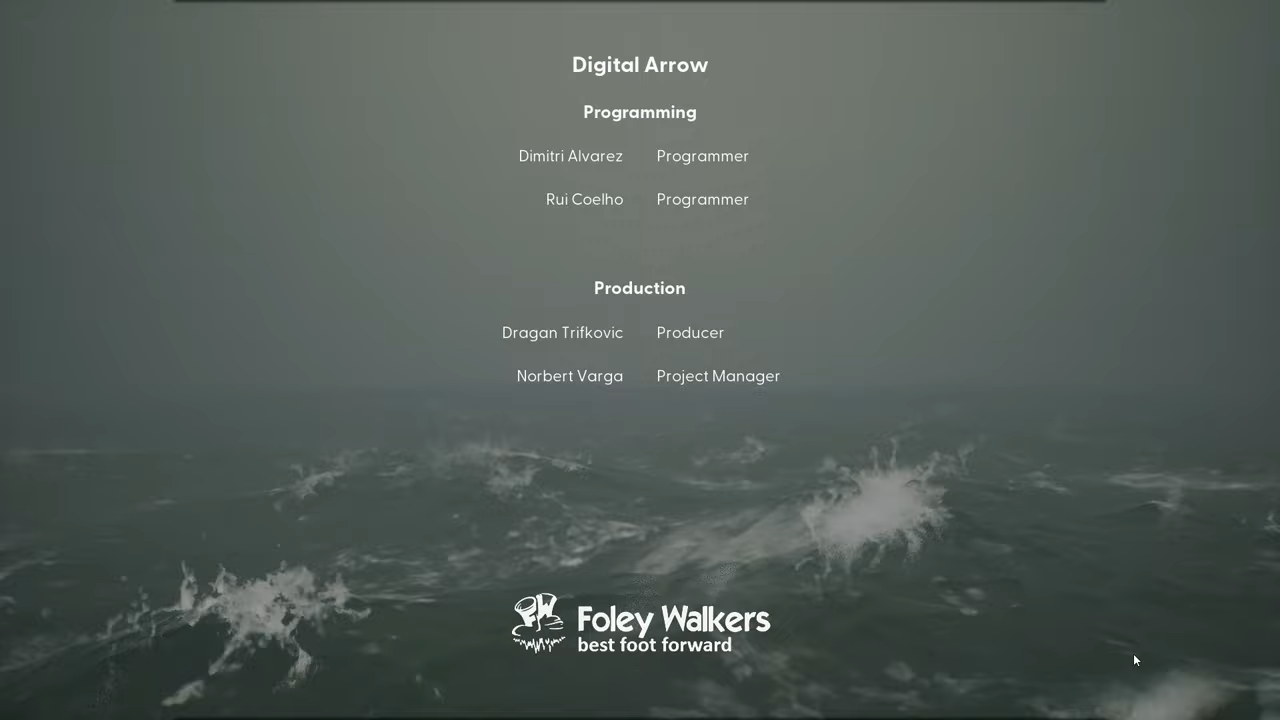 Digital Arrow
Programming
Dimitri Alvarez Programmer
Rui Coelho Programmer
Production
Dragan Trifkovic Producer
Norbert Varga Project Manager
FW
Foley Walkers
best foot forward